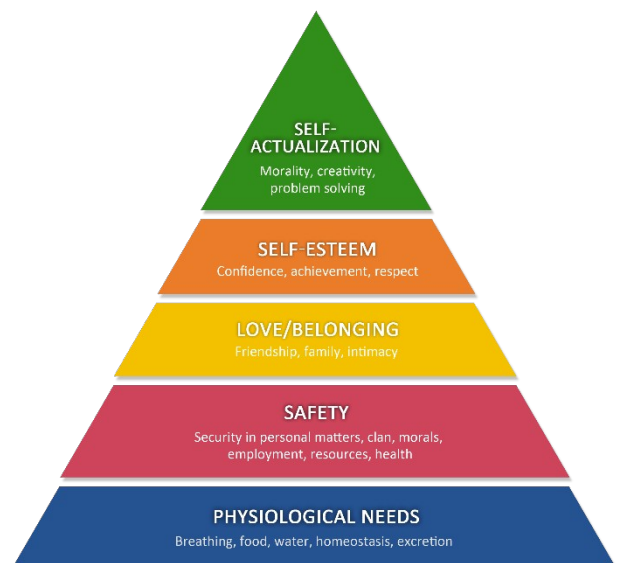 SELF-
ACTUALIZATION
Morality, creativity,
problem solving
SELF-ESTEEM
Confidence, achievement, respect
LOVE/BELONGING
Friendship, family, intimacy
SAFETY
Security in personal matters, clan, morals,
employment, resources, health
PHYSIOLOGICAL NEEDS
Breathing, food, water, homeostasis, excretion